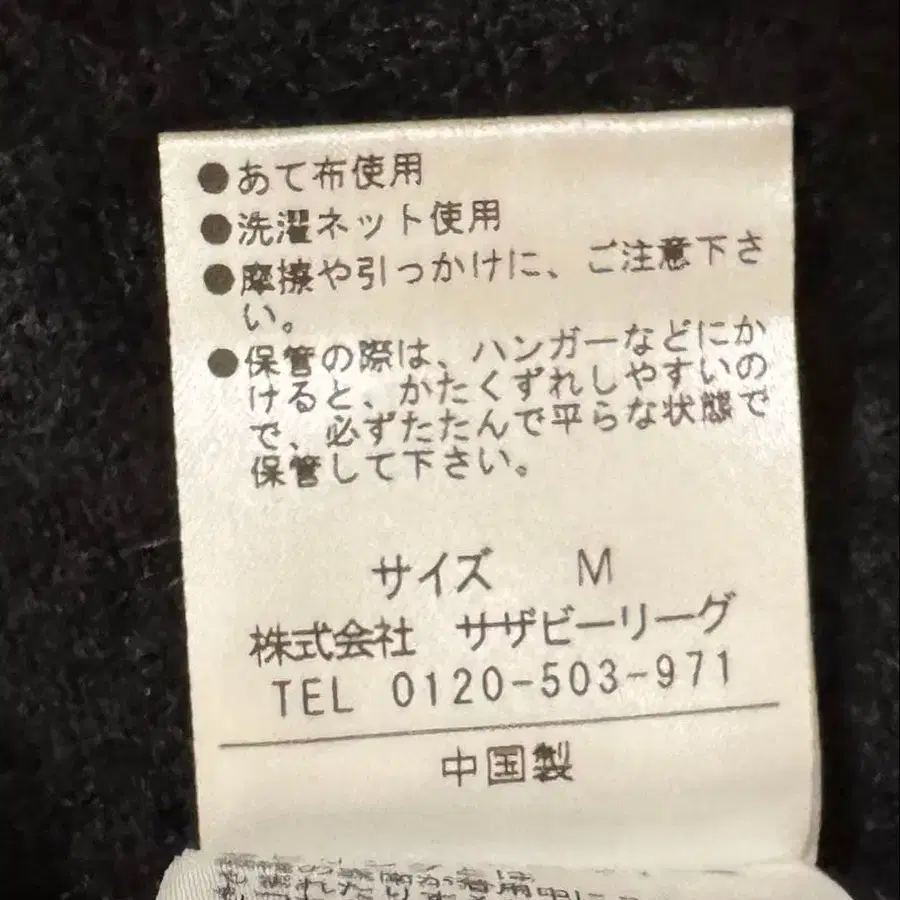 ●あて布使用
●洗濯ネット使用
●摩擦や引っかけに、ご注意下さ
い。
●保管の際は、ハンガーなどにか
けると、かたくずれしやすいの
で、必ずたたんで平らな状態で
保管して下さい。
サイズ M
株式会社 サザビーリーグ
TEL 0120-503-971
中国製